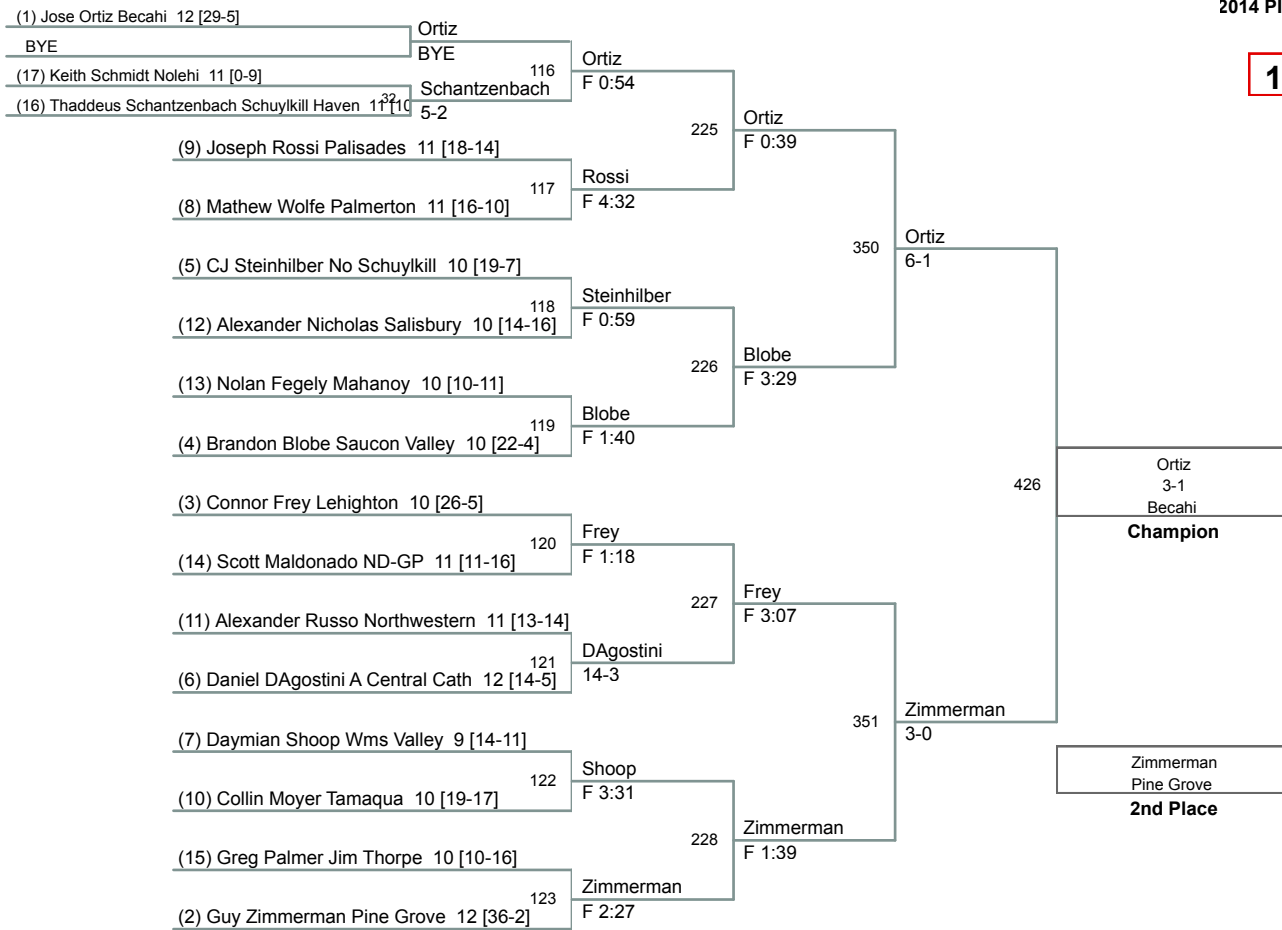 2014 Pl
1
(1) Jose Ortiz Becahi 12 [29-5]
BYE
(17) Keith Schmidt Nolehi 11 [0-9]
(16) Thaddeus Schantzenbach Schuylkill Haven 11 [10
32
Ortiz
BYE
Schantzenbach
5-2
116
Ortiz
F 0:54
(9) Joseph Rossi Palisades 11 [18-14]
(8) Mathew Wolfe Palmerton 11 [16-10]
117
Rossi
F 4:32
225
Ortiz
F 0:39
(5) CJ Steinhilber No Schuylkill 10 [19-7]
(12) Alexander Nicholas Salisbury 10 [14-16]
118
Steinhilber
F 0:59
(13) Nolan Fegely Mahanoy 10 [10-11]
(4) Brandon Blobe Saucon Valley 10 [22-4]
119
Blobe
F 1:40
226
Blobe
F 3:29
350
Ortiz
6-1
(3) Connor Frey Lehighton 10 [26-5]
(14) Scott Maldonado ND-GP 11 [11-16]
120
Frey
F 1:18
(11) Alexander Russo Northwestern 11 [13-14]
(6) Daniel DAgostini A Central Cath 12 [14-5]
121
DAgostini
14-3
227
Frey
F 3:07
(7) Daymian Shoop Wms Valley 9 [14-11]
(10) Collin Moyer Tamaqua 10 [19-17]
122
Shoop
F 3:31
(15) Greg Palmer Jim Thorpe 10 [10-16]
(2) Guy Zimmerman Pine Grove 12 [36-2]
123
Zimmerman
F 2:27
228
Zimmerman
F 1:39
351
Zimmerman
3-0
426
Ortiz
3-1
Becahi
Champion
Zimmerman
Pine Grove
2nd Place